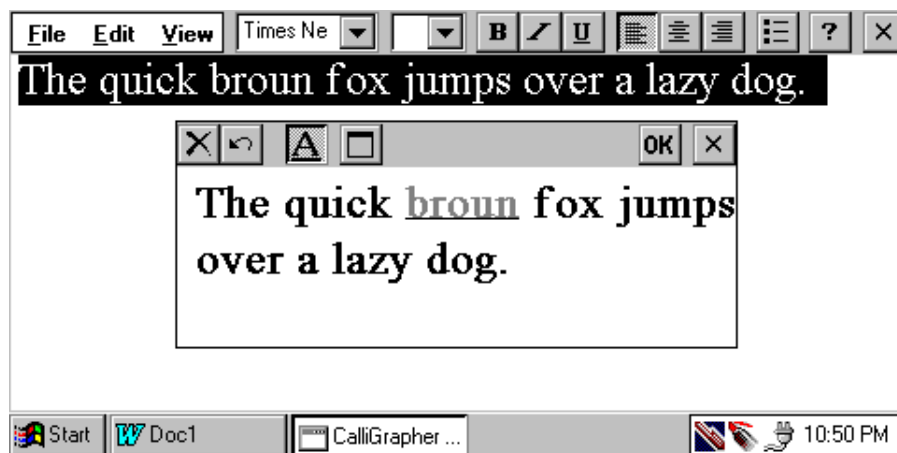 File Edit View Times Ne B I U ?
The quick broun fox jumps over a lazy dog.
A OK
The quick broun fox jumps
over a lazy dog.
Start Doc1 CalliGrapher ... 10:50 PM